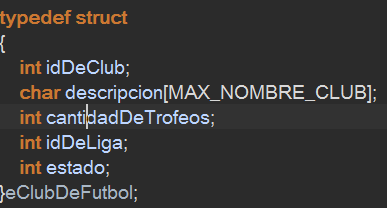 typedef struct
{
int idDeClub;
char descripcion[MAX_NOMBRE_CLUB];
int cantidadDeTrofeos;
int idDeLiga;
int estado;
}eClubDeFutbol;